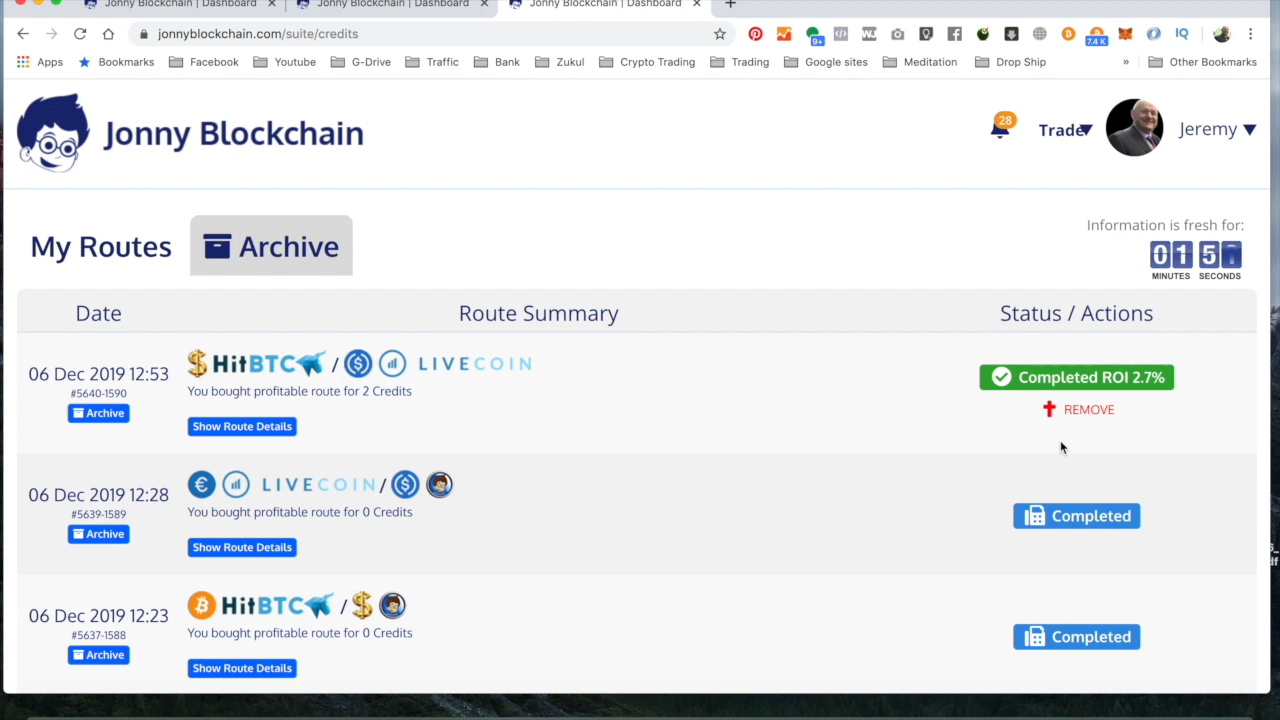 Jonny Blockchain | Dashboard
Jonny Blockchain | Dashboard
Jonny Blockchain | Dashboard
jonnyblockchain.com/suite/credits
9+
7.4 K
IQ
Apps
Bookmarks
Facebook
Youtube
G-Drive
Traffic
Bank
Zukul
Crypto Trading
Trading
Google sites
Meditation
Drop Ship
»
Other Bookmarks
Jonny Blockchain
28
Trade
Jeremy
My Routes
Archive
Information is fresh for:
MINUTES SECONDS
Date
Route Summary
Status / Actions
06 Dec 2019 12:53
#5640-1590
Archive
HitBTC / LIVECOIN
You bought profitable route for 2 Credits
Show Route Details
Completed ROI 2.7%
REMOVE
06 Dec 2019 12:28
#5639-1589
Archive
LIVECOIN /
You bought profitable route for 0 Credits
Show Route Details
Completed
06 Dec 2019 12:23
#5637-1588
Archive
HitBTC /
You bought profitable route for 0 Credits
Show Route Details
Completed